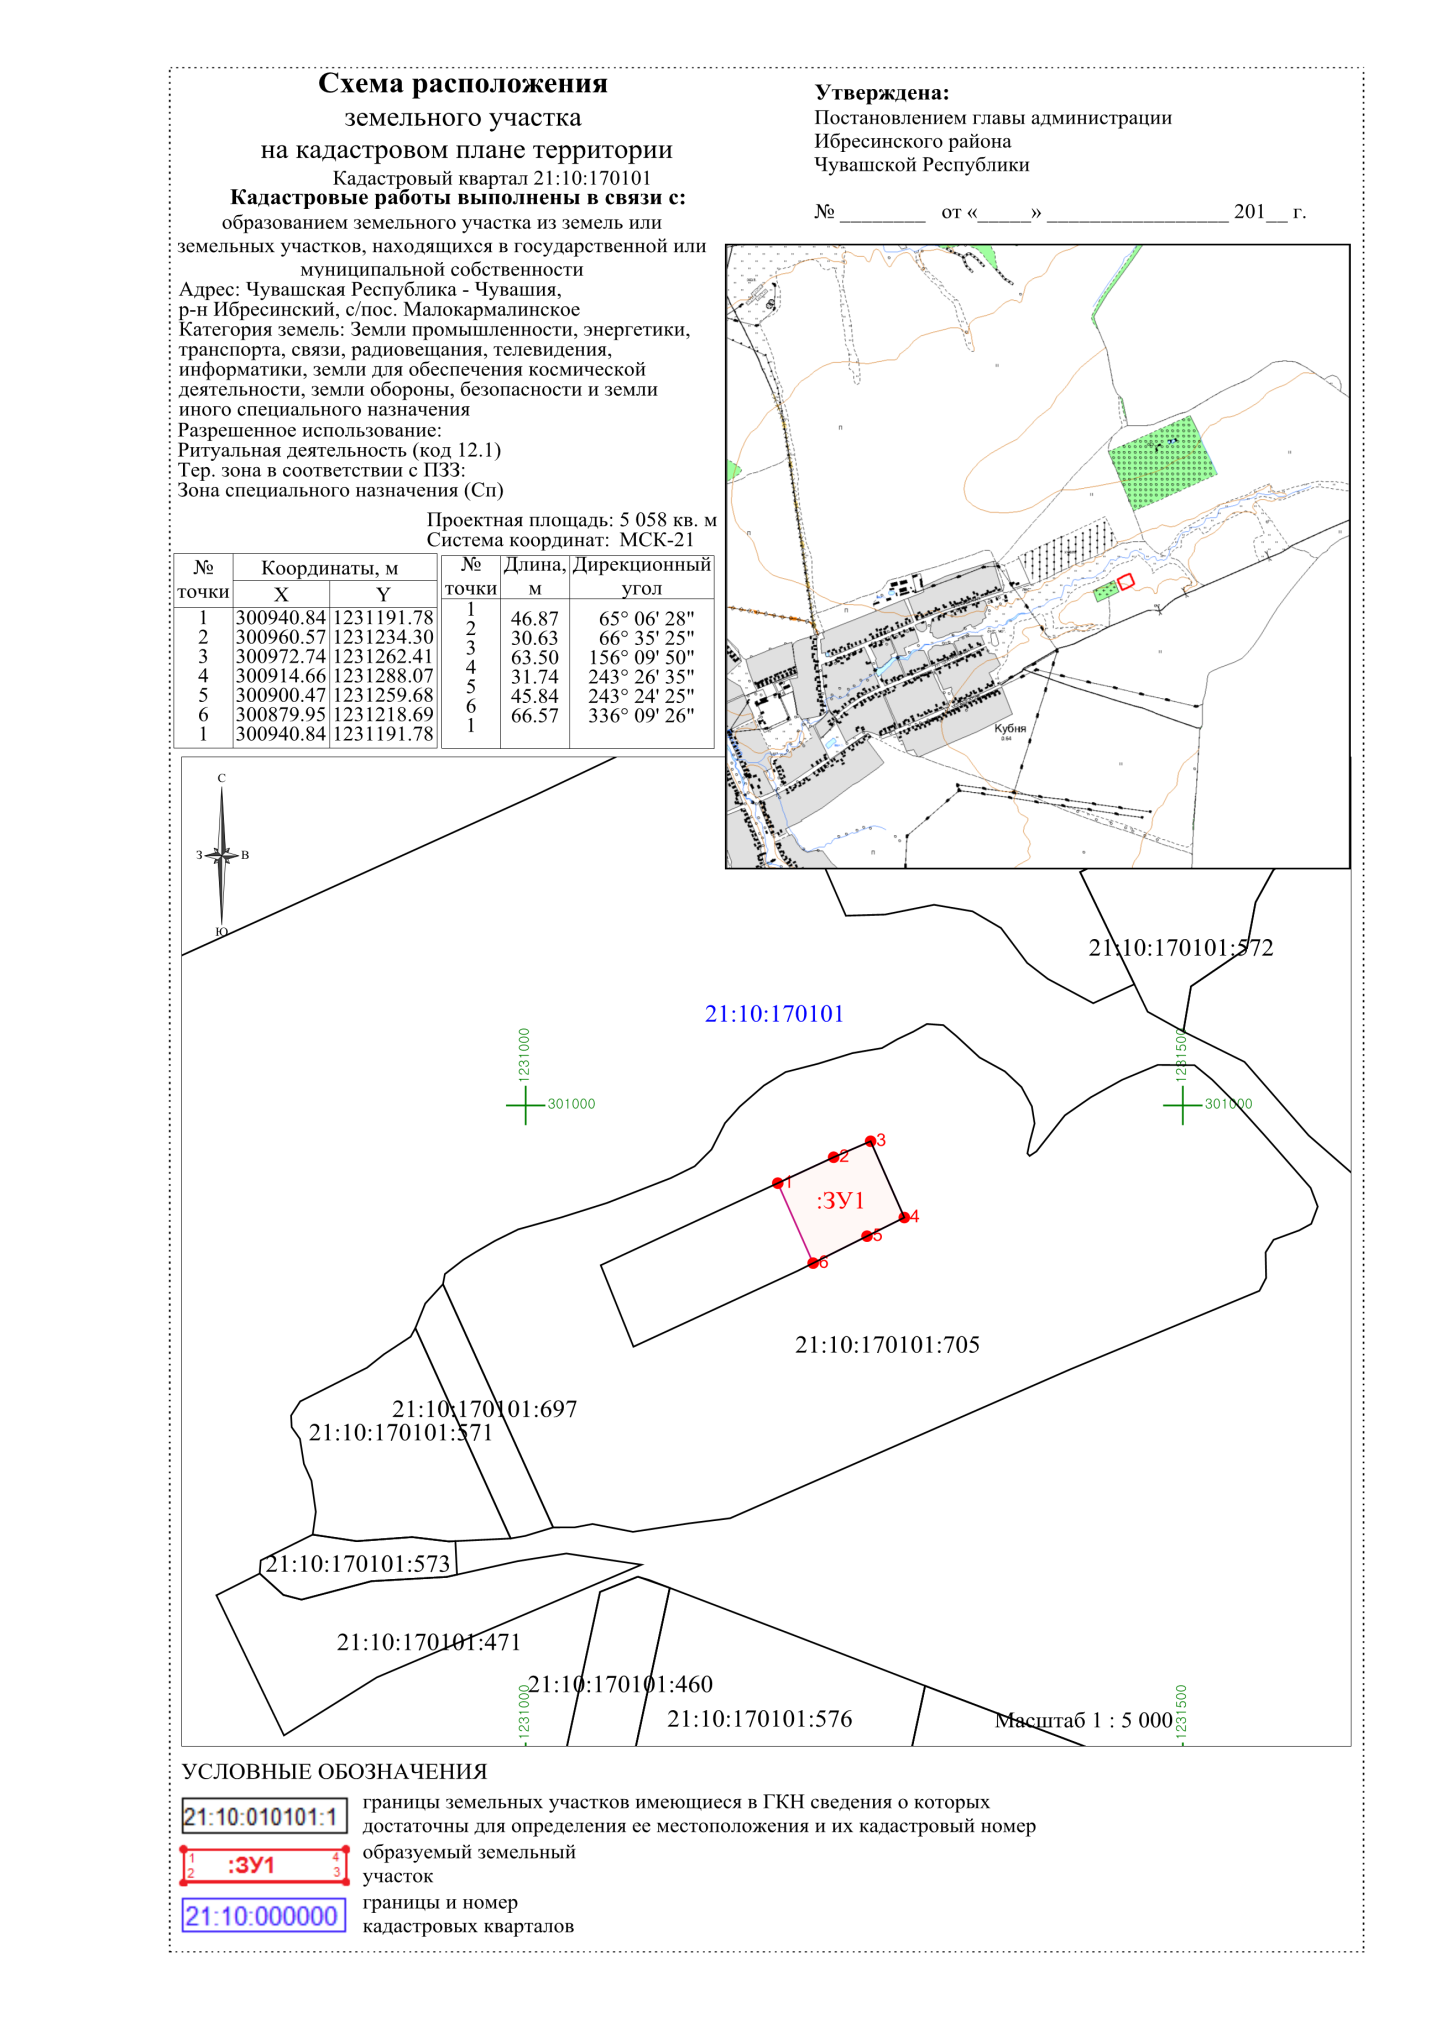 Схема расположения
земельного участка
на кадастровом плане территории
Кадастровый квартал 21:10:170101
Кадастровые работы выполнены в связи с:
образованием земельного участка из земель или
земельных участков, находящихся в государственной или
муниципальной собственности
Адрес: Чувашская Республика - Чувашия,
р-н Ибресинский, с/пос. Малокармалинское
Категория земель: Земли промышленности, энергетики,
транспорта, связи, радиовещания, телевидения,
информатики, земли для обеспечения космической
деятельности, земли обороны, безопасности и земли
иного специального назначения
Разрешенное использование:
Ритуальная деятельность (код 12.1)
Тер. зона в соответствии с ПЗЗ:
Зона специального назначения (Сп)
Проектная площадь: 5 058 кв. м
Система координат: МСК-21
Утверждена:
Постановлением главы администрации
Ибресинского района
Чувашской Республики
№ ________ от «_____» _________________ 201__ г.
№ точки Координаты, м
X Y
1 300940.84 1231191.78
2 300960.57 1231234.30
3 300972.74 1231262.41
4 300914.66 1231288.07
5 300900.47 1231259.68
6 300879.95 1231218.69
1 300940.84 1231191.78
№ Длина, Дирекционный
точки м угол
1
46.87 65° 06' 28"
2
30.63 66° 35' 25"
3
63.50 156° 09' 50"
4
31.74 243° 26' 35"
5
45.84 243° 24' 25"
6
66.57 336° 09' 26"
1
Кубня
0.64
С
З В
Ю
21:10:170101:572
21:10:170101
1231000
301000
1231500
301000
3
2
1
:ЗУ1
4
5
6
21:10:170101:705
21:10:170101:697
21:10:170101:571
21:10:170101:573
21:10:170101:471
21:10:170101:460
21:10:170101:576
1231000
1231500
Масштаб 1 : 5 000
УСЛОВНЫЕ ОБОЗНАЧЕНИЯ
21:10:010101:1
границы земельных участков имеющиеся в ГКН сведения о которых
достаточны для определения ее местоположения и их кадастровый номер
1 4
:ЗУ1
2 3
образуемый земельный
участок
21:10:000000
границы и номер
кадастровых кварталов